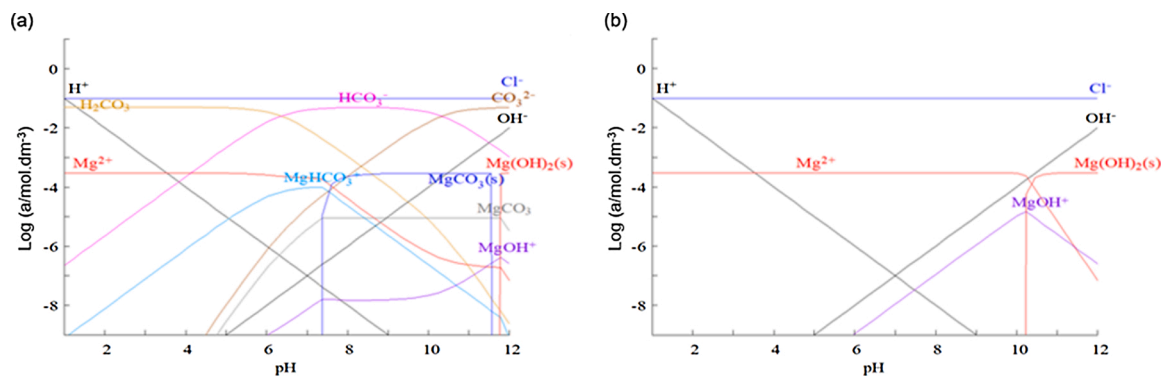 (a)
0
-2
-4
-6
-8
2
4
6
8
10
12
Log (a/mol.dm⁻³)
pH
H⁺
H₂CO₃
HCO₃⁻
Cl⁻
CO₃²⁻
OH⁻
Mg²⁺
MgHCO₃⁺
MgCO₃(s)
Mg(OH)₂(s)
MgCO₃
MgOH⁺
(b)
0
-2
-4
-6
-8
2
4
6
8
10
12
Log (a/mol.dm⁻³)
pH
H⁺
Cl⁻
OH⁻
Mg²⁺
Mg(OH)₂(s)
MgOH⁺